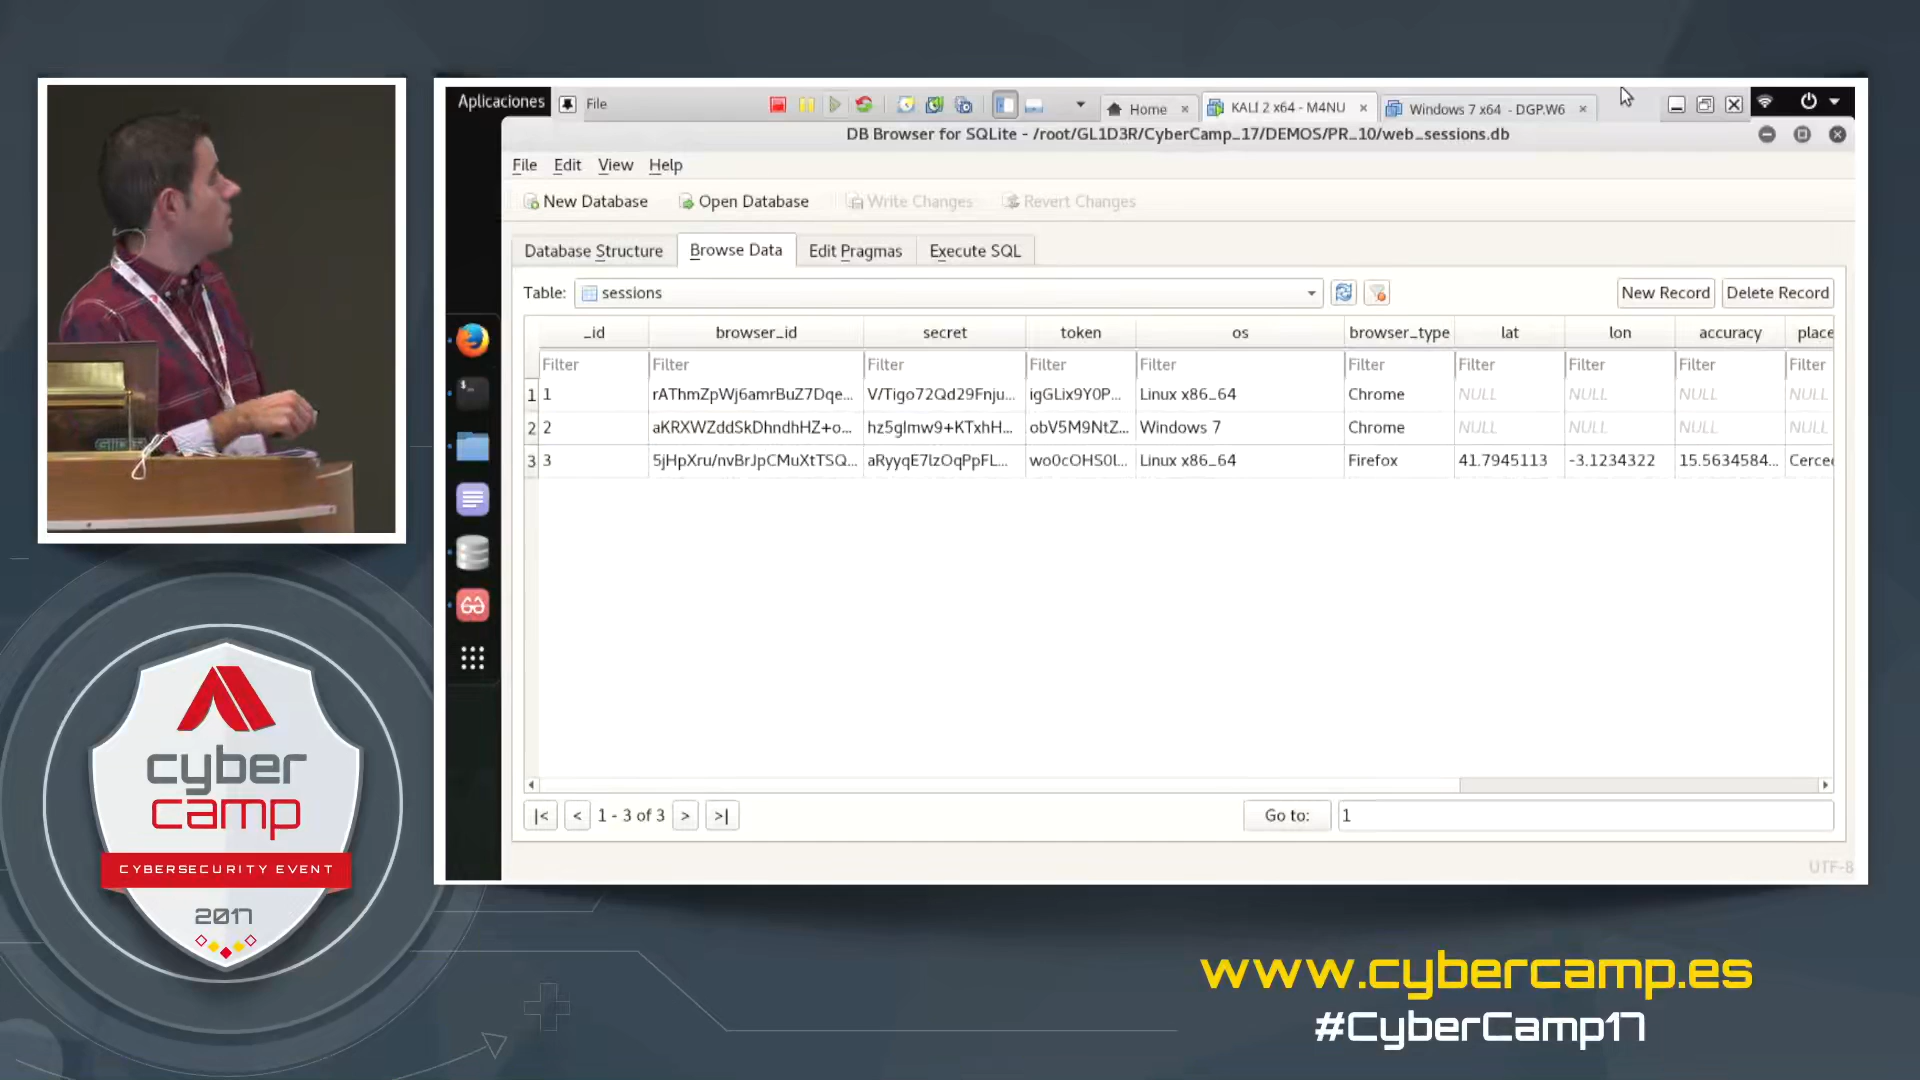 Aplicaciones
File
Home
KALI 2 x64 - M4NU
Windows 7 x64 - DGP.W6
DB Browser for SQLite - /root/GL1D3R/CyberCamp_17/DEMOS/PR_10/web_sessions.db
File Edit View Help
New Database Open Database Write Changes Revert Changes
Database Structure Browse Data Edit Pragmas Execute SQL
Table: sessions New Record Delete Record
_id browser_id secret token os browser_type lat lon accuracy place
Filter Filter Filter Filter Filter Filter Filter Filter Filter Filter
1 1 rAThmZpWj6amrBuZ7Dqe... V/Tigo72Qd29Fnju... igGLix9Y0P... Linux x86_64 Chrome NULL NULL NULL NULL
2 2 aKRXWZddSkDhndhHZ+o... hz5glmw9+KTxhH... obV5M9NtZ... Windows 7 Chrome NULL NULL NULL NULL
3 3 5jHpXru/nvBrJpCMuXtTSQ... aRyyqE7lzOqPpFL... wo0cOHS0l... Linux x86_64 Firefox 41.7945113 -3.1234322 15.5634584... Cerce
|< < 1 - 3 of 3 > >| Go to: 1
UTF-8
cyber
camp
CYBERSECURITY EVENT
2017
www.cybercamp.es
#CyberCamp17